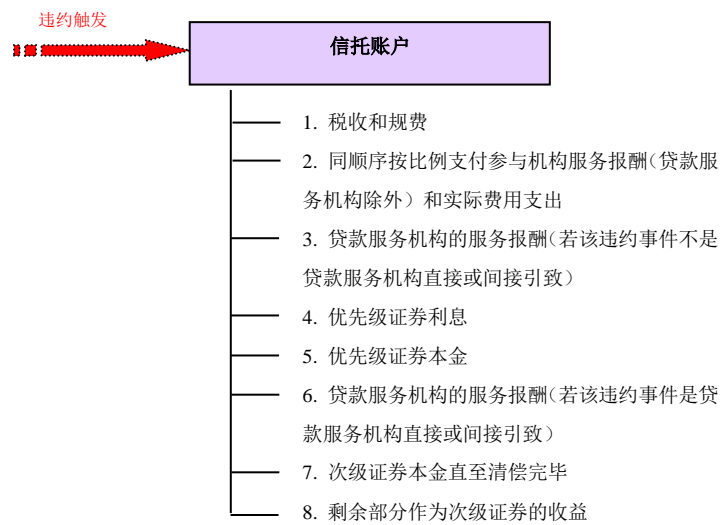 违约触发
信托账户
1. 税收和规费
2. 同顺序按比例支付参与机构服务报酬（贷款服
务机构除外）和实际费用支出
3. 贷款服务机构的服务报酬（若该违约事件不是
贷款服务机构直接或间接引致）
4. 优先级证券利息
5. 优先级证券本金
6. 贷款服务机构的服务报酬（若该违约事件是贷
款服务机构直接或间接引致）
7. 次级证券本金直至清偿完毕
8. 剩余部分作为次级证券的收益